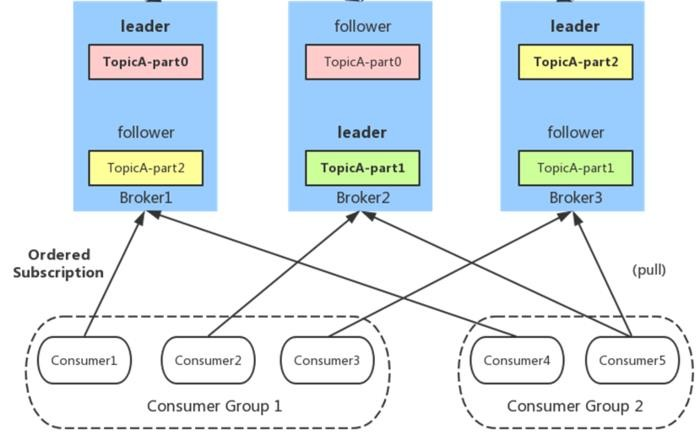 leader
follower
leader
TopicA-part0
TopicA-part0
TopicA-part2
follower
leader
follower
TopicA-part2
TopicA-part1
TopicA-part1
Broker1
Broker2
Broker3
Ordered
Subscription
(pull)
Consumer1
Consumer2
Consumer3
Consumer4
Consumer5
Consumer Group 1
Consumer Group 2